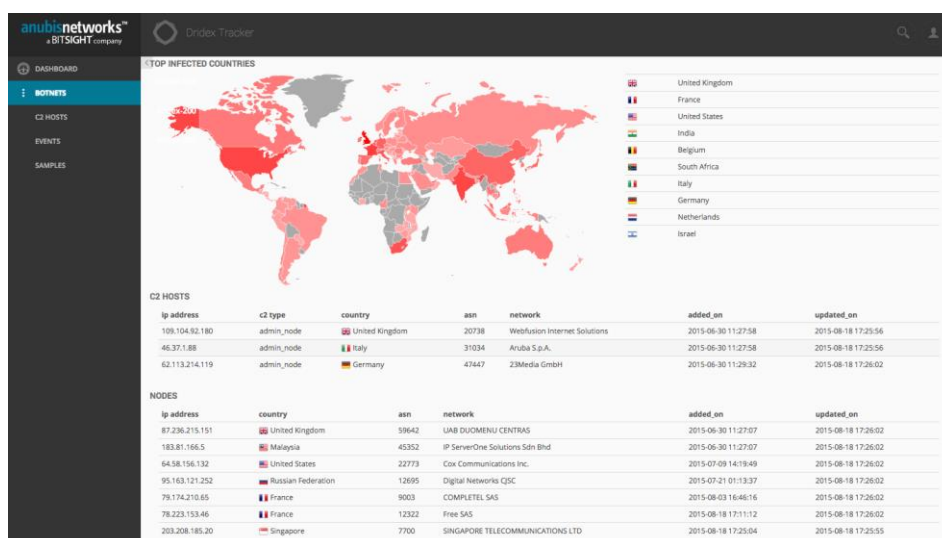 anubisnetworks™
a BITSIGHT company
Dridex Tracker
DASHBOARD
BOTNETS
C2 HOSTS
EVENTS
SAMPLES
TOP INFECTED COUNTRIES
United Kingdom
France
United States
India
Belgium
South Africa
Italy
Germany
Netherlands
Israel
C2 HOSTS
ip address c2 type country asn network added_on updated_on
109.104.92.180 admin_node United Kingdom 20738 Webfusion Internet Solutions 2015-06-30 11:27:58 2015-08-18 17:25:56
46.37.1.88 admin_node Italy 31034 Aruba S.p.A. 2015-06-30 11:27:58 2015-08-18 17:25:56
62.113.214.119 admin_node Germany 47447 23Media GmbH 2015-06-30 11:29:32 2015-08-18 17:26:02
NODES
ip address country asn network added_on updated_on
87.236.215.151 United Kingdom 59642 UAB DUOMENU CENTRAS 2015-06-30 11:27:07 2015-08-18 17:26:02
183.81.166.5 Malaysia 45352 IP ServerOne Solutions Sdn Bhd 2015-06-30 11:27:07 2015-08-18 17:26:02
64.58.156.132 United States 22773 Cox Communications Inc. 2015-07-09 14:19:49 2015-08-18 17:26:02
95.163.121.252 Russian Federation 12695 Digital Networks CJSC 2015-07-21 01:13:37 2015-08-18 17:26:02
79.174.210.65 France 9003 COMPLETEL SAS 2015-08-03 16:46:16 2015-08-18 17:26:02
78.223.153.46 France 12322 Free SAS 2015-08-18 17:11:12 2015-08-18 17:26:02
203.208.185.20 Singapore 7700 SINGAPORE TELECOMMUNICATIONS LTD 2015-08-18 17:25:04 2015-08-18 17:25:55